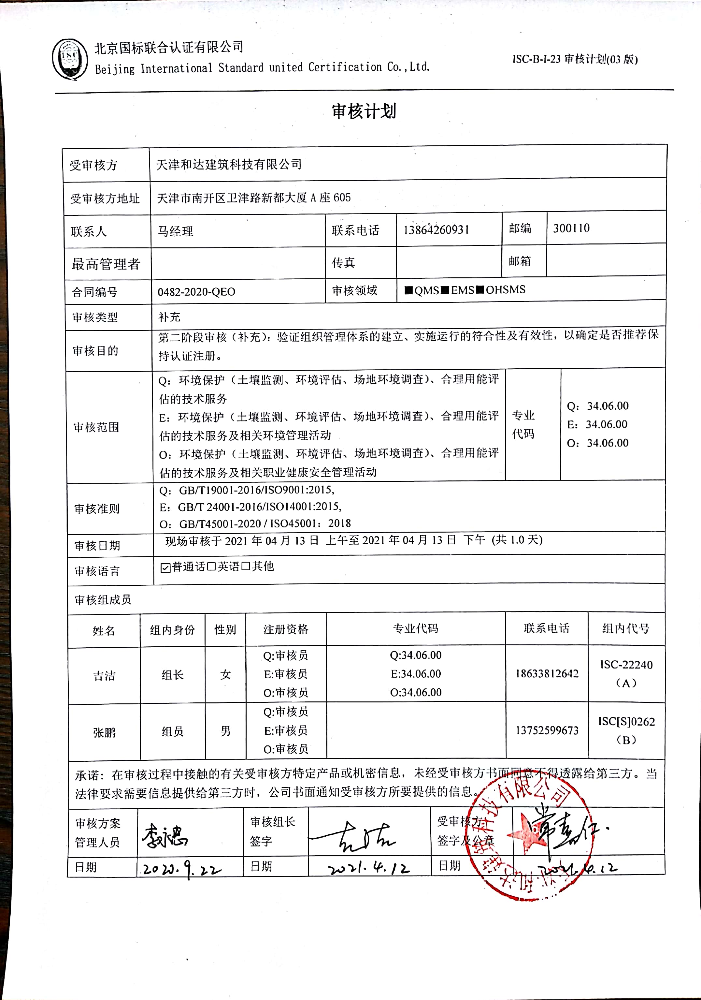 ISC
北京国标联合认证有限公司
Beijing International Standard united Certification Co.,Ltd.
ISC-B-I-23 审核计划(03 版)
审核计划
受审核方 天津和达建筑科技有限公司
受审核方地址 天津市南开区卫津路新都大厦 A 座 605
联系人 马经理 联系电话 13864260931 邮编 300110
最高管理者 传真 邮箱
合同编号 0482-2020-QEO 审核领域 ■QMS■EMS■OHSMS
审核类型 补充
审核目的
第二阶段审核（补充）：验证组织管理体系的建立、实施运行的符合性及有效性，以确定是否推荐保
持认证注册。
审核范围
Q：环境保护（土壤监测、环境评估、场地环境调查）、合理用能评
估的技术服务
E：环境保护（土壤监测、环境评估、场地环境调查）、合理用能评
估的技术服务及相关环境管理活动
O：环境保护（土壤监测、环境评估、场地环境调查）、合理用能评
估的技术服务及相关职业健康安全管理活动
专业
代码
Q：34.06.00
E：34.06.00
O：34.06.00
审核准则
Q：GB/T19001-2016/ISO9001:2015,
E：GB/T 24001-2016/ISO14001:2015,
O：GB/T45001-2020 / ISO45001：2018
审核日期 现场审核于 2021 年 04 月 13 日 上午至 2021 年 04 月 13 日 下午 (共 1.0 天)
审核语言 ☑普通话□英语□其他
审核组成员
姓名 组内身份 性别 注册资格 专业代码 联系电话 组内代号
吉洁 组长 女
Q:审核员
E:审核员
O:审核员
Q:34.06.00
E:34.06.00
O:34.06.00
18633812642
ISC-22240
（A）
张鹏 组员 男
Q:审核员
E:审核员
O:审核员
13752599673
ISC[S]0262
（B）
承诺：在审核过程中接触的有关受审核方特定产品或机密信息，未经受审核方书面同意不得透露给第三方。当
法律要求需要信息提供给第三方时，公司书面通知受审核方所要提供的信息。
审核方案
管理人员
李永忠
审核组长
签字
吉洁
受审核方
签字及公章
日期 2020.9.22 日期 2021.4.12 日期 2021.4.12
天津和达建筑科技有限公司